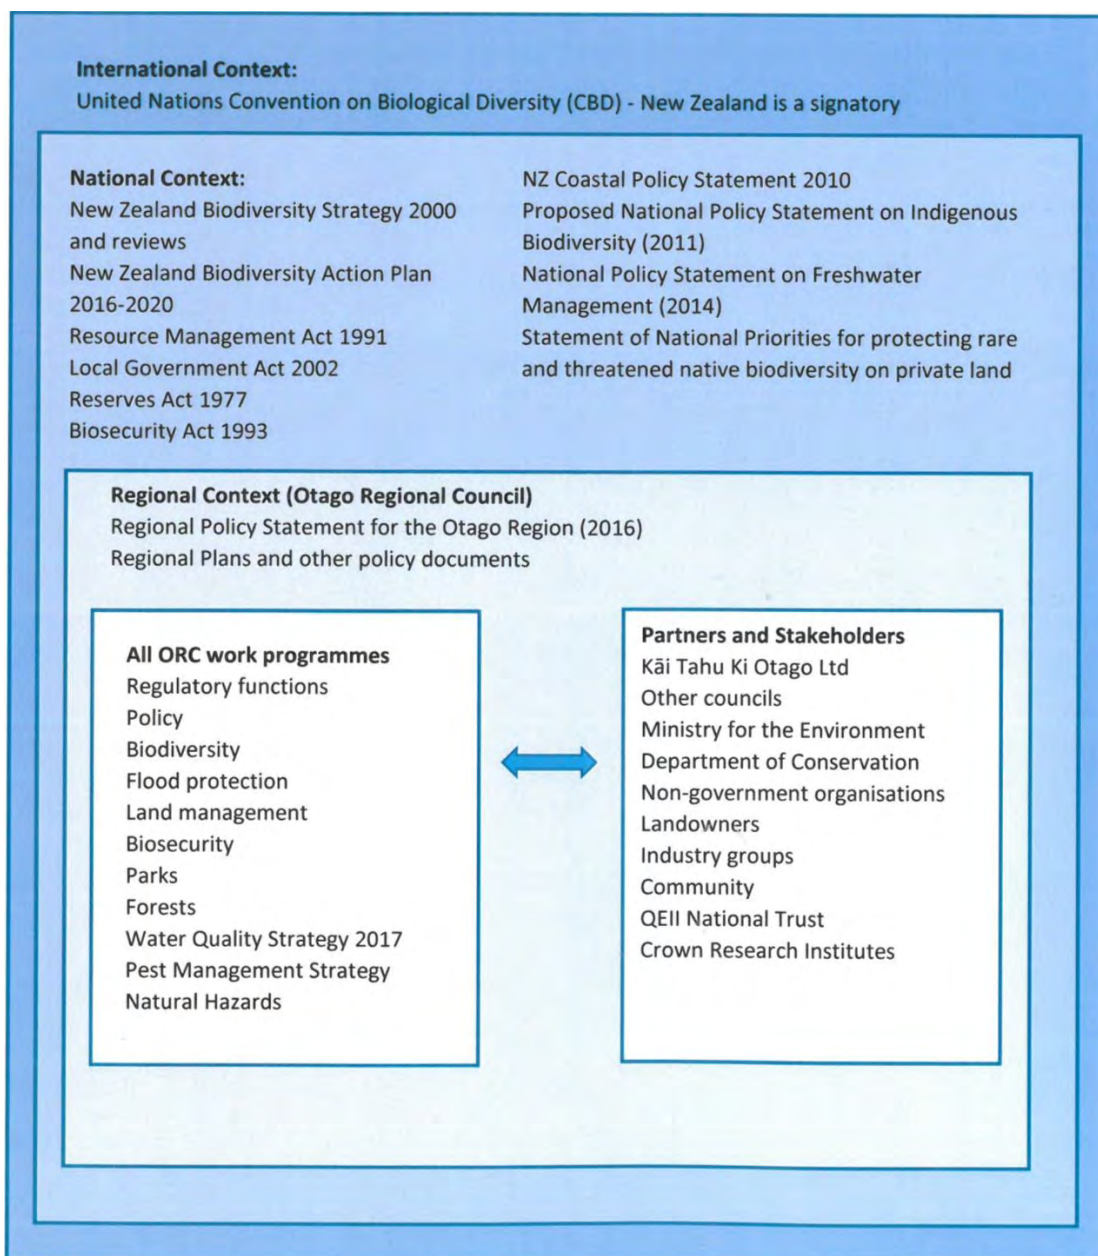 International Context:
United Nations Convention on Biological Diversity (CBD) - New Zealand is a signatory
National Context:
New Zealand Biodiversity Strategy 2000
and reviews
New Zealand Biodiversity Action Plan
2016-2020
Resource Management Act 1991
Local Government Act 2002
Reserves Act 1977
Biosecurity Act 1993
NZ Coastal Policy Statement 2010
Proposed National Policy Statement on Indigenous
Biodiversity (2011)
National Policy Statement on Freshwater
Management (2014)
Statement of National Priorities for protecting rare
and threatened native biodiversity on private land
Regional Context (Otago Regional Council)
Regional Policy Statement for the Otago Region (2016)
Regional Plans and other policy documents
All ORC work programmes
Regulatory functions
Policy
Biodiversity
Flood protection
Land management
Biosecurity
Parks
Forests
Water Quality Strategy 2017
Pest Management Strategy
Natural Hazards
Partners and Stakeholders
Kāi Tahu Ki Otago Ltd
Other councils
Ministry for the Environment
Department of Conservation
Non-government organisations
Landowners
Industry groups
Community
QEII National Trust
Crown Research Institutes